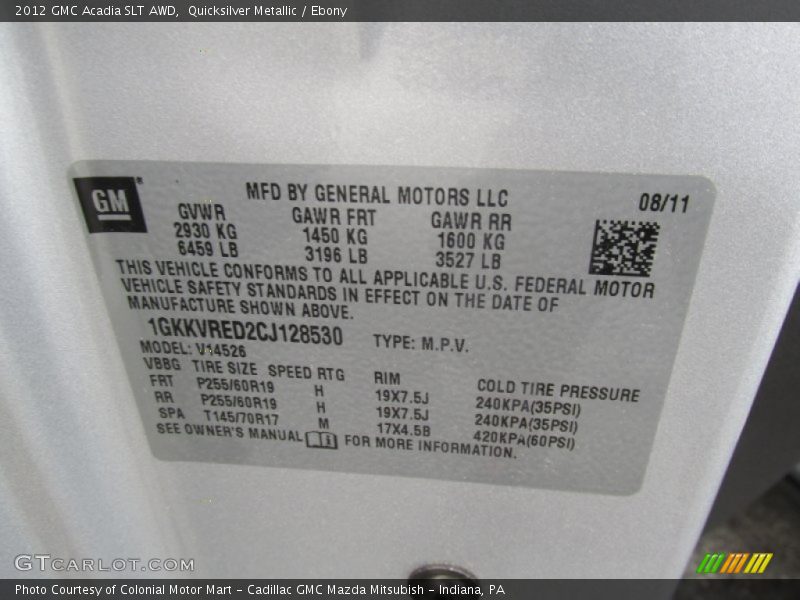 2012 GMC Acadia SLT AWD, Quicksilver Metallic / Ebony
GM
MFD BY GENERAL MOTORS LLC
08/11
GVWR GAWR FRT GAWR RR
2930 KG 1450 KG 1600 KG
6459 LB 3196 LB 3527 LB
THIS VEHICLE CONFORMS TO ALL APPLICABLE U.S. FEDERAL MOTOR
VEHICLE SAFETY STANDARDS IN EFFECT ON THE DATE OF
MANUFACTURE SHOWN ABOVE.
1GKKVRED2CJ128530 TYPE: M.P.V.
MODEL: V14526
VBBG TIRE SIZE SPEED RTG RIM COLD TIRE PRESSURE
FRT P255/60R19 H 19X7.5J 240KPA(35PSI)
RR P255/60R19 H 19X7.5J 240KPA(35PSI)
SPA T145/70R17 M 17X4.5B 420KPA(60PSI)
SEE OWNER'S MANUAL FOR MORE INFORMATION.
GTCARLOT.COM
Photo Courtesy of Colonial Motor Mart - Cadillac GMC Mazda Mitsubish - Indiana, PA